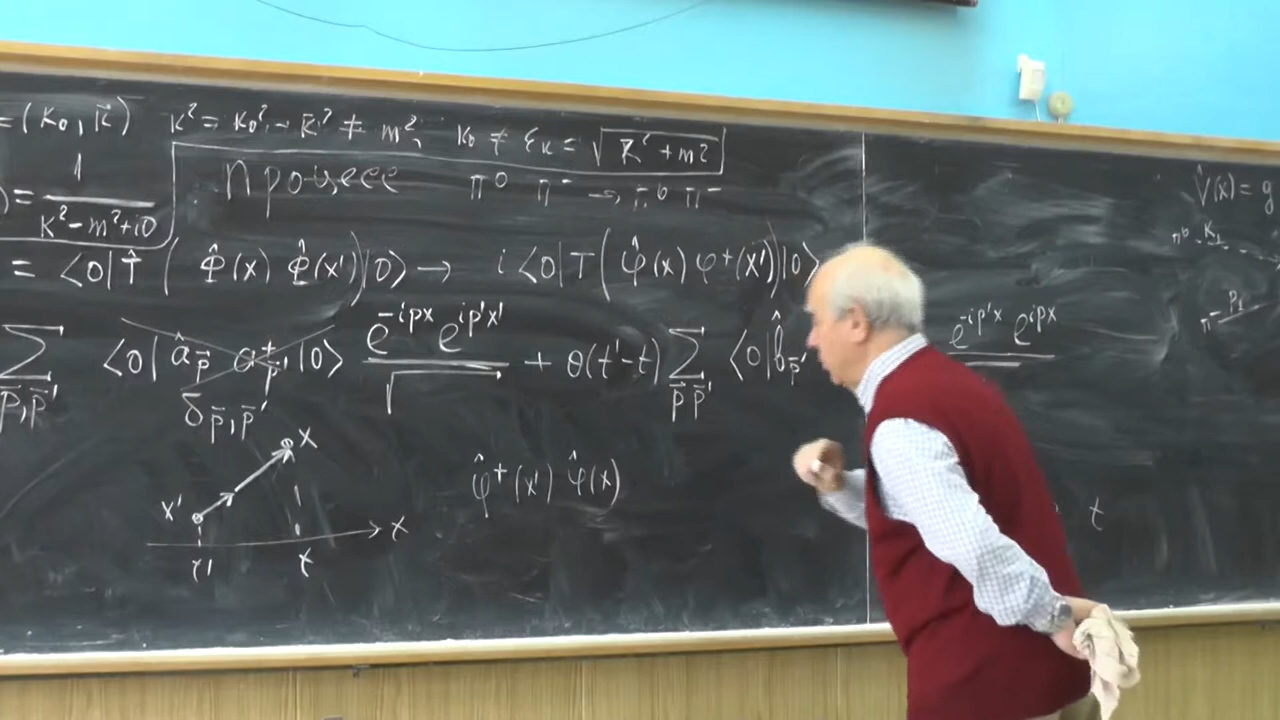 =(k₀, k⃗) k² = k₀² - k⃗² ≠ m², k₀ ≠ ε_k = √(k⃗² + m²)
)= 1/(k² - m² + i0)
процесс π⁰ π⁻ → π⁰ π⁻
V̂(x) = g
π⁰ k₁
= <0|T̂ ( Φ̂(x) Φ̂(x') )|0> → i <0|T( φ̂(x) φ⁺(x') )|0>
p₁
π⁻
∑_{p⃗,p⃗'} <0| â_p⃗ a⁺_p⃗' |0> e^{-ipx} e^{ip'x'}/√ + θ(t'-t) ∑_{p⃗ p⃗'} <0|b̂_p⃗' e^{-ip'x} e^{ipx}
δ_{p⃗,p⃗'}
x
x' φ̂⁺(x') φ̂(x) t
t' t